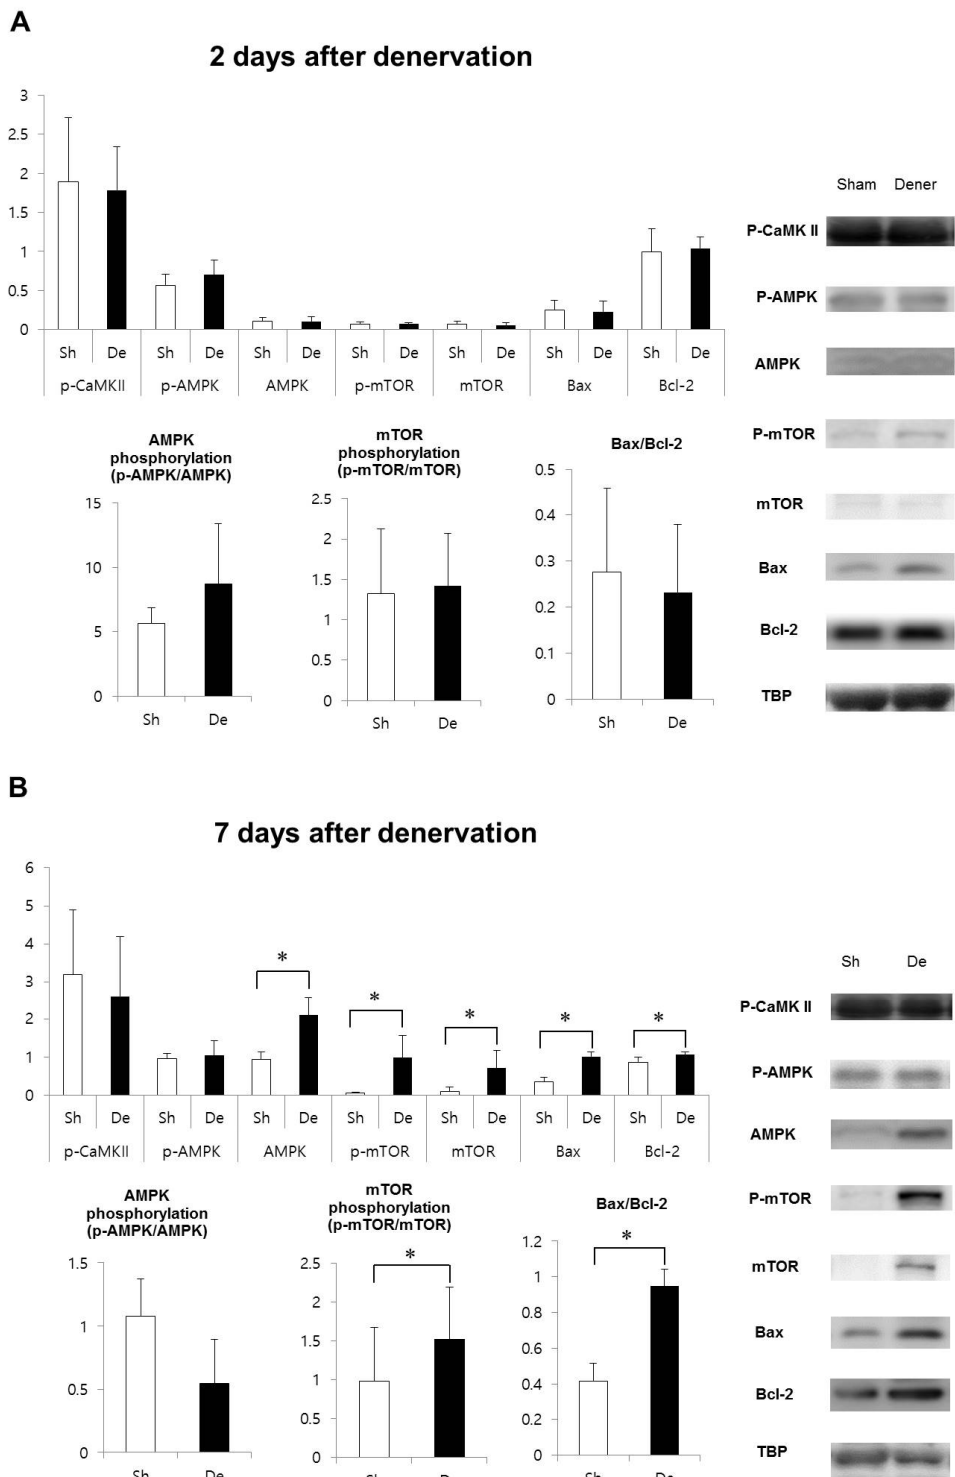 A
2 days after denervation
3
2.5
2
1.5
1
0.5
0
Sh De Sh De Sh De Sh De Sh De Sh De Sh De
p-CaMKII p-AMPK AMPK p-mTOR mTOR Bax Bcl-2
Sham Dener
P-CaMK II
P-AMPK
AMPK
P-mTOR
mTOR
Bax
Bcl-2
TBP
AMPK
phosphorylation
(p-AMPK/AMPK)
15
10
5
0
Sh De
mTOR
phosphorylation
(p-mTOR/mTOR)
2.5
2
1.5
1
0.5
0
Sh De
Bax/Bcl-2
0.5
0.4
0.3
0.2
0.1
0
Sh De
B
7 days after denervation
6
5
4
3
2
1
0
* * * * *
Sh De Sh De Sh De Sh De Sh De Sh De Sh De
p-CaMKII p-AMPK AMPK p-mTOR mTOR Bax Bcl-2
Sh De
P-CaMK II
P-AMPK
AMPK
P-mTOR
mTOR
Bax
Bcl-2
TBP
AMPK
phosphorylation
(p-AMPK/AMPK)
1.5
1
0.5
0
Sh De
mTOR
phosphorylation
(p-mTOR/mTOR)
*
2.5
2
1.5
1
0.5
0
Sh De
Bax/Bcl-2
*
1.2
1
0.8
0.6
0.4
0.2
0
Sh De